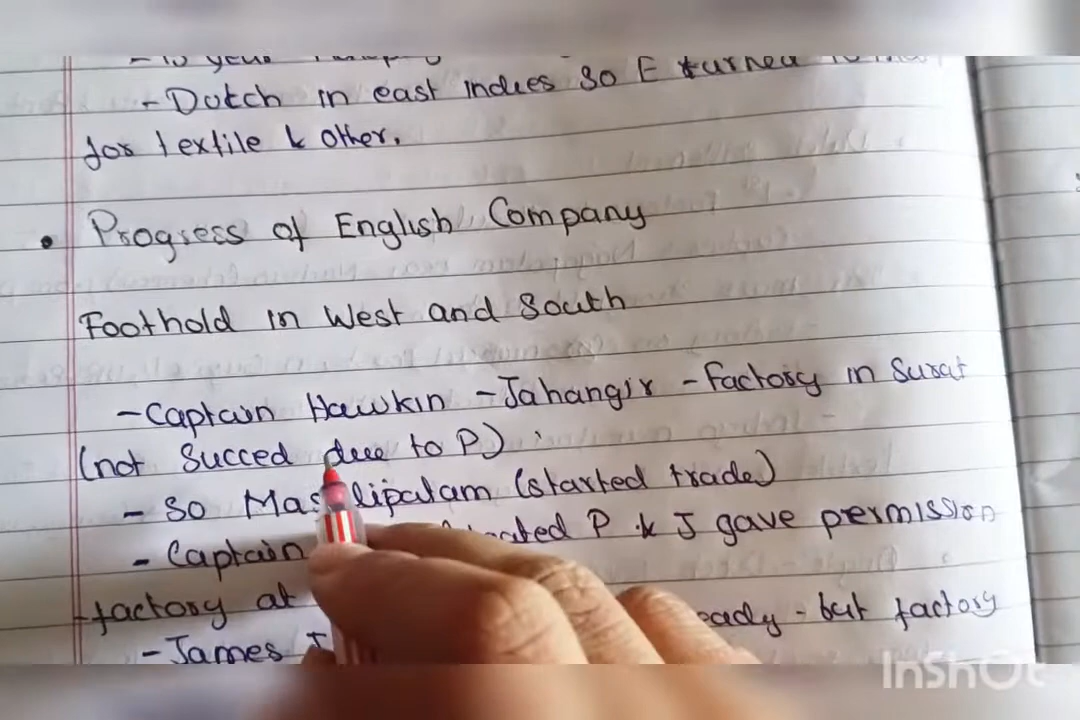 - Dutch in east indies so E turned
for textile & other.
• Progress of English Company
Foothold in West and South
- Captain Hawkin - Jahangir - Factory in Surat
(not Succed due to P)
- So Maslipatam (started trade)
- Captain P & J gave permission
factory at - but factory
- James
InShOt